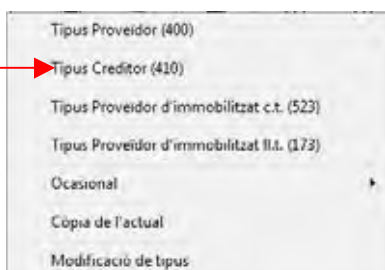 Tipus Proveïdor (400)
Tipus Creditor (410)
Tipus Proveïdor d'immobilitzat c.t. (523)
Tipus Proveïdor d'immobilitzat ll.t. (173)
Ocasional
Còpia de l'actual
Modificació de tipus